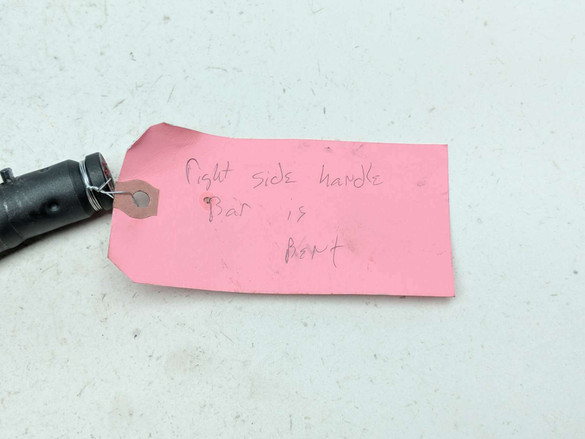 right side handle
Bar is
Bent